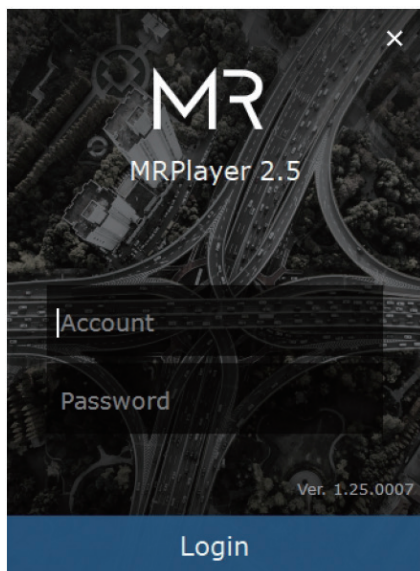 MR
MRPlayer 2.5
Account
Password
Ver. 1.25.0007
Login